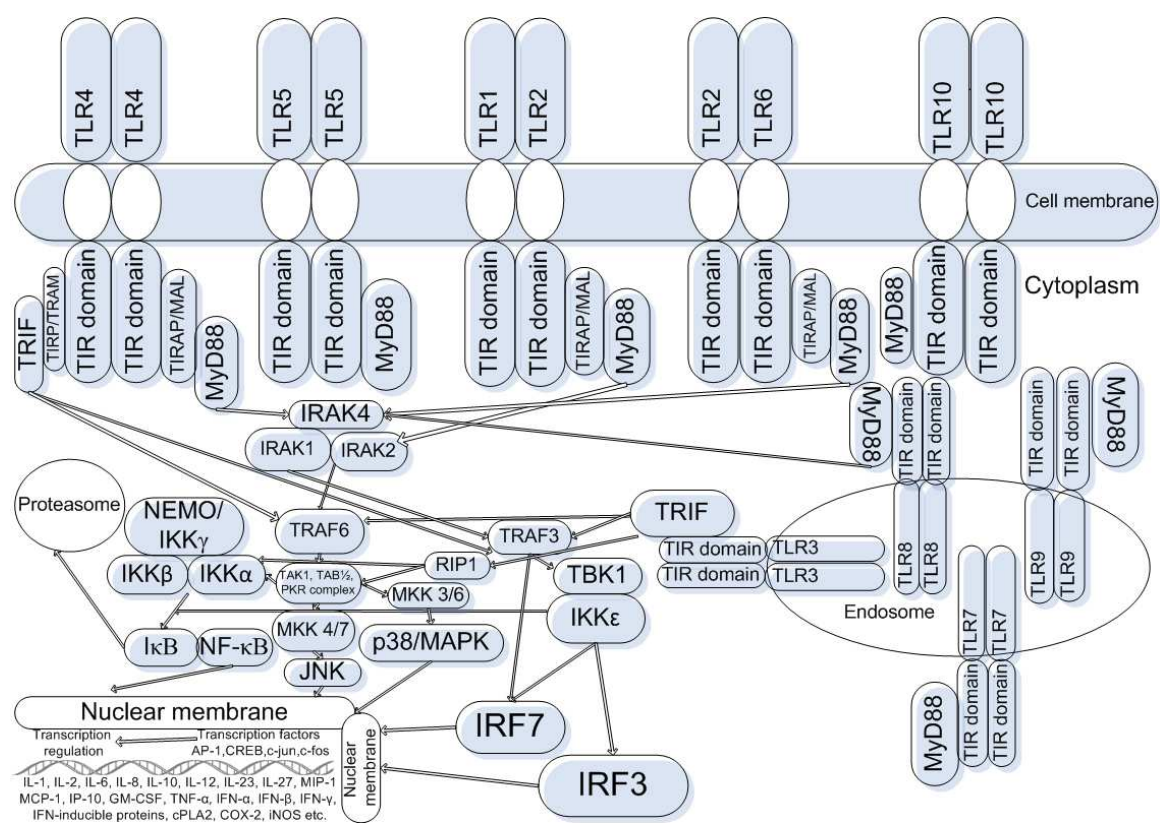 TLR4
TLR4
TLR5
TLR5
TLR1
TLR2
TLR2
TLR6
TLR10
TLR10
Cell membrane
Cytoplasm
TRIF
TIRP/TRAM
TIR domain
TIR domain
TIRAP/MAL
MyD88
TIR domain
TIR domain
MyD88
TIR domain
TIR domain
TIRAP/MAL
MyD88
TIR domain
TIR domain
TIRAP/MAL
MyD88
MyD88
TIR domain
TIR domain
IRAK4
IRAK1
IRAK2
MyD88
TIR domain
TIR domain
TIR domain
TIR domain
MyD88
Proteasome
NEMO/
IKKγ
IKKβ
IKKα
TRAF6
TRAF3
TRIF
TIR domain
TLR3
TIR domain
TLR3
TLR8
TLR8
TLR9
TLR9
RIP1
TAK1, TAB½,
PKR complex
MKK 3/6
TBK1
IKKε
Endosome
TLR7
TLR7
IκB
NF-κB
MKK 4/7
p38/MAPK
JNK
TIR domain
TIR domain
MyD88
Nuclear membrane
Nuclear
membrane
IRF7
IRF3
Transcription
regulation
Transcription factors
AP-1,CREB,c-jun,c-fos
IL-1, IL-2, IL-6, IL-8, IL-10, IL-12, IL-23, IL-27, MIP-1
MCP-1, IP-10, GM-CSF, TNF-α, IFN-α, IFN-β, IFN-γ,
IFN-inducible proteins, cPLA2, COX-2, iNOS etc.